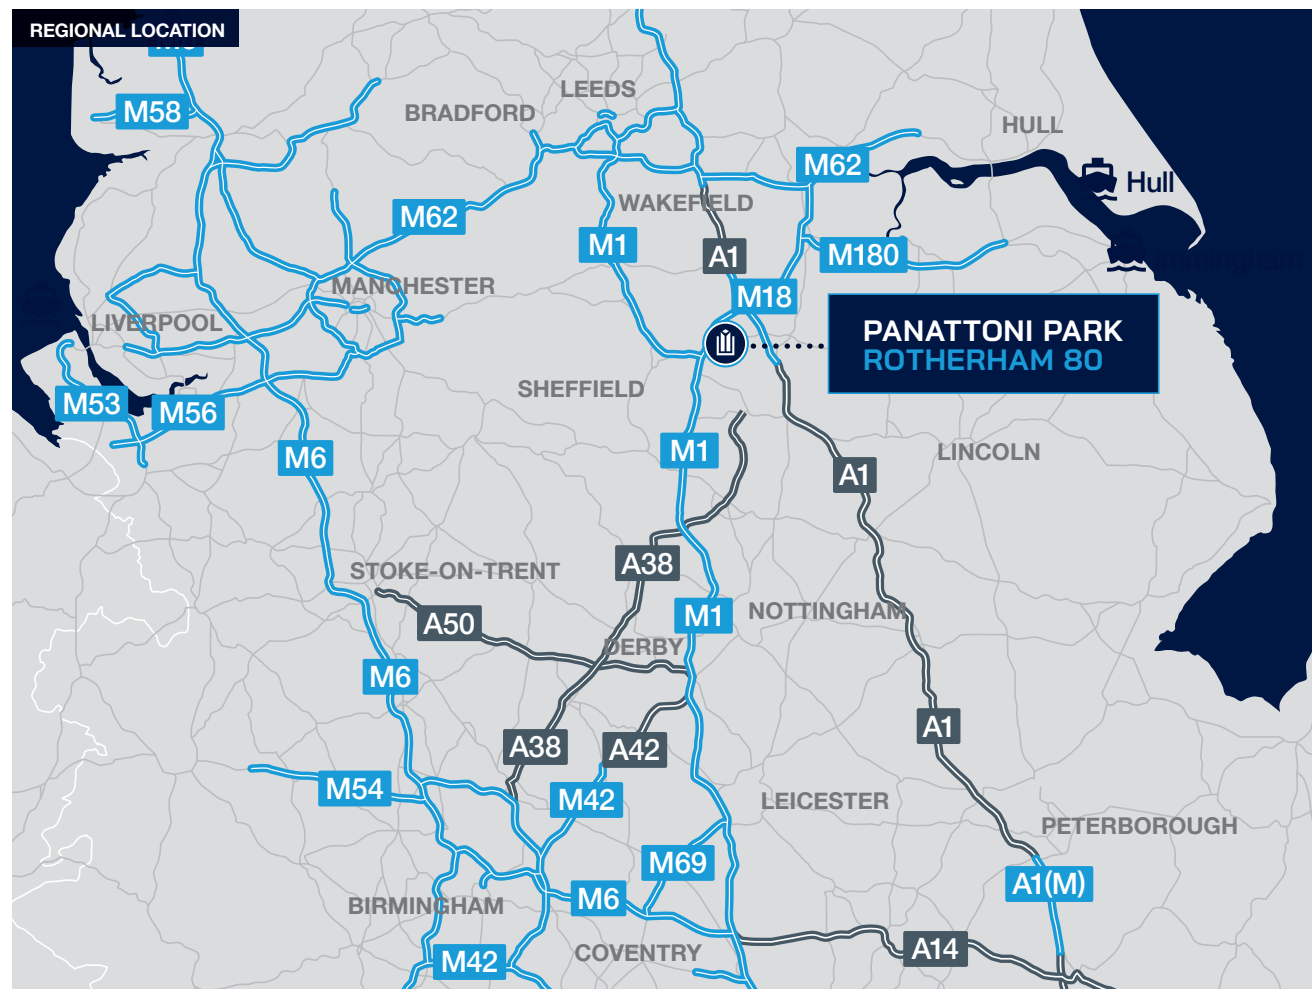 REGIONAL LOCATION
M58
LEEDS
BRADFORD
HULL
M62
Hull
WAKEFIELD
M62
M1
A1
M180
Immingham
MANCHESTER
M18
LIVERPOOL
PANATTONI PARK
ROTHERHAM 80
SHEFFIELD
M53
M56
M6
M1
LINCOLN
A1
A38
STOKE-ON-TRENT
NOTTINGHAM
M1
A50
DERBY
M6
A1
A38
A42
M54
M42
LEICESTER
PETERBOROUGH
M69
A1(M)
BIRMINGHAM
M6
COVENTRY
A14
M42